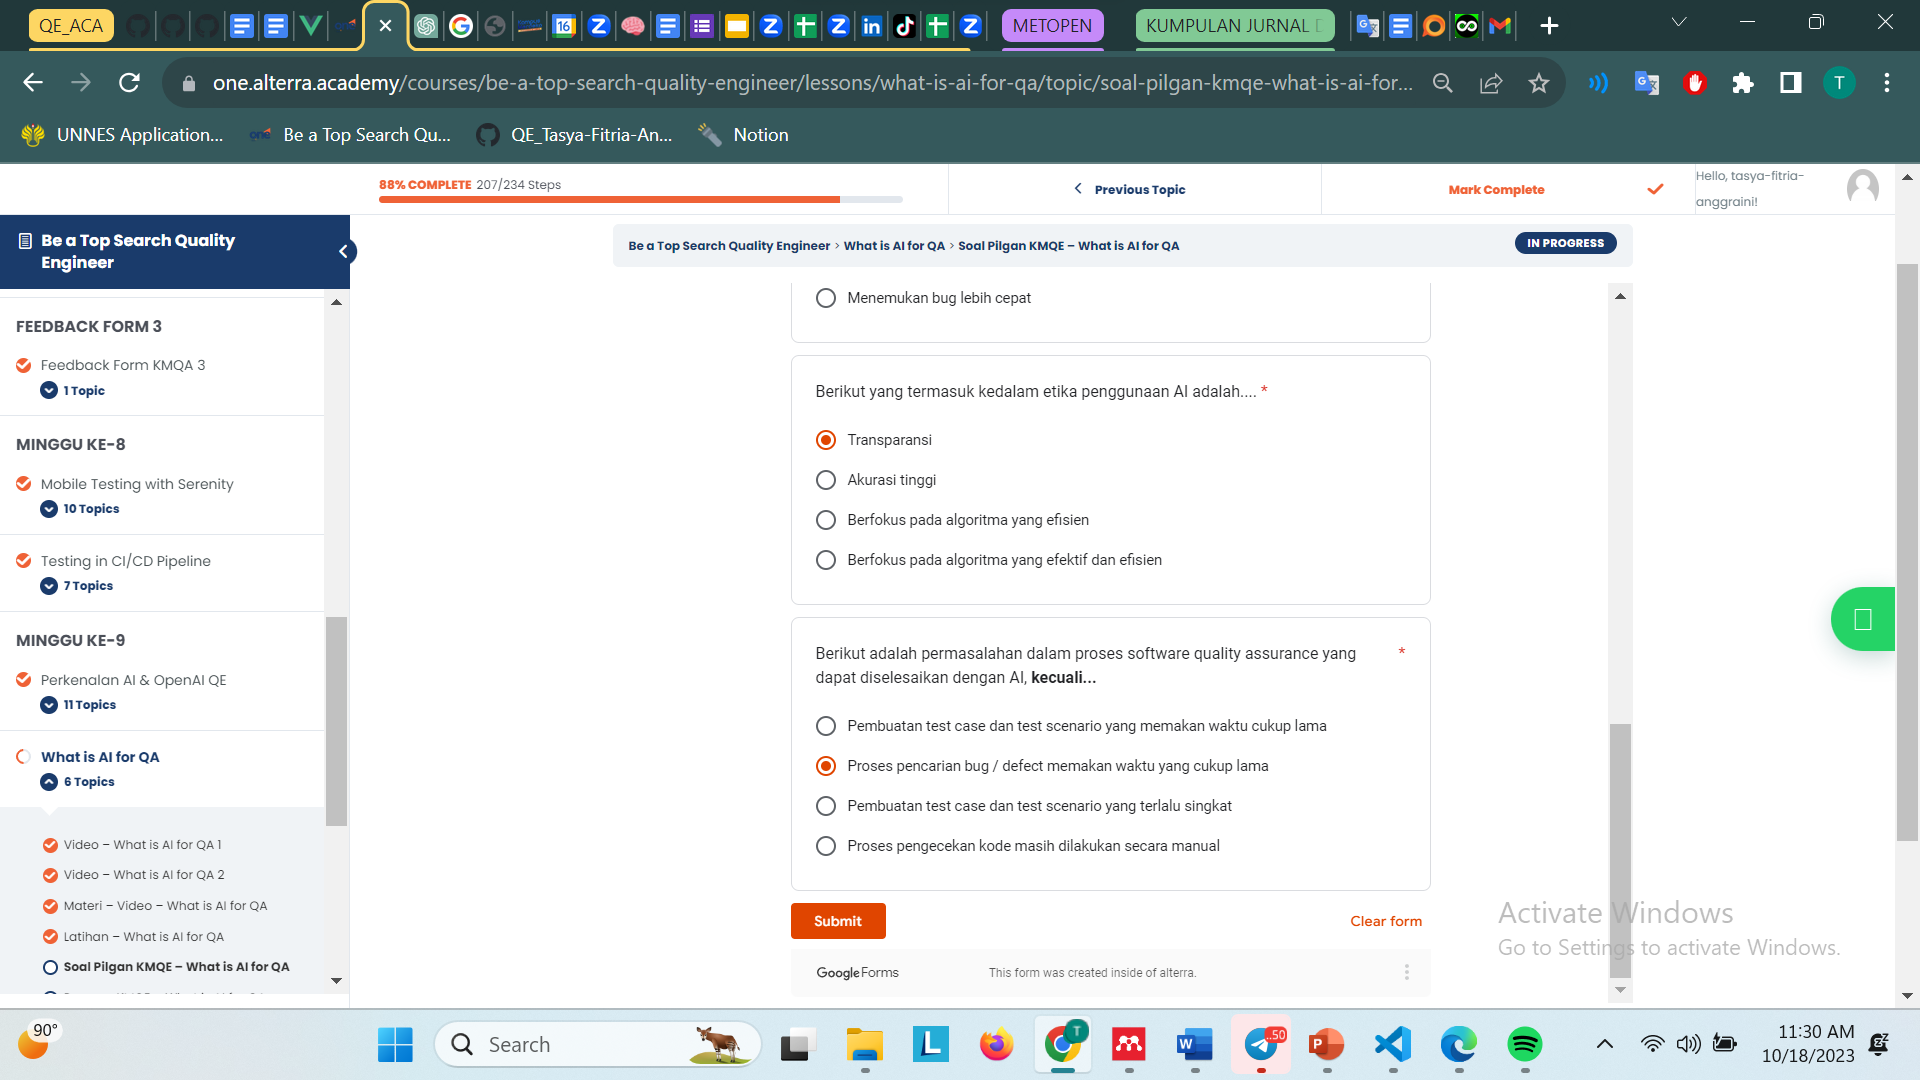 QE_ACA
16
METOPEN
KUMPULAN JURNAL
one.alterra.academy/courses/be-a-top-search-quality-engineer/lessons/what-is-ai-for-qa/topic/soal-pilgan-kmqe-what-is-ai-for...
T
UNNES Application...
one
Be a Top Search Qu...
QE_Tasya-Fitria-An...
Notion
88% COMPLETE 207/234 Steps
Previous Topic
Mark Complete
Hello, tasya-fitria-
anggraini!
Be a Top Search Quality
Engineer
Be a Top Search Quality Engineer › What is AI for QA › Soal Pilgan KMQE – What is AI for QA
IN PROGRESS
FEEDBACK FORM 3
Feedback Form KMQA 3
1 Topic
MINGGU KE-8
Mobile Testing with Serenity
10 Topics
Testing in CI/CD Pipeline
7 Topics
MINGGU KE-9
Perkenalan AI & OpenAI QE
11 Topics
What is AI for QA
6 Topics
Video – What is AI for QA 1
Video – What is AI for QA 2
Materi – Video – What is AI for QA
Latihan – What is AI for QA
Soal Pilgan KMQE – What is AI for QA
Menemukan bug lebih cepat
Berikut yang termasuk kedalam etika penggunaan AI adalah.... *
Transparansi
Akurasi tinggi
Berfokus pada algoritma yang efisien
Berfokus pada algoritma yang efektif dan efisien
Berikut adalah permasalahan dalam proses software quality assurance yang *
dapat diselesaikan dengan AI, kecuali...
Pembuatan test case dan test scenario yang memakan waktu cukup lama
Proses pencarian bug / defect memakan waktu yang cukup lama
Pembuatan test case dan test scenario yang terlalu singkat
Proses pengecekan kode masih dilakukan secara manual
Submit
Clear form
Google Forms
This form was created inside of alterra.
Activate Windows
Go to Settings to activate Windows.
90°
Search
T
..50
11:30 AM
10/18/2023